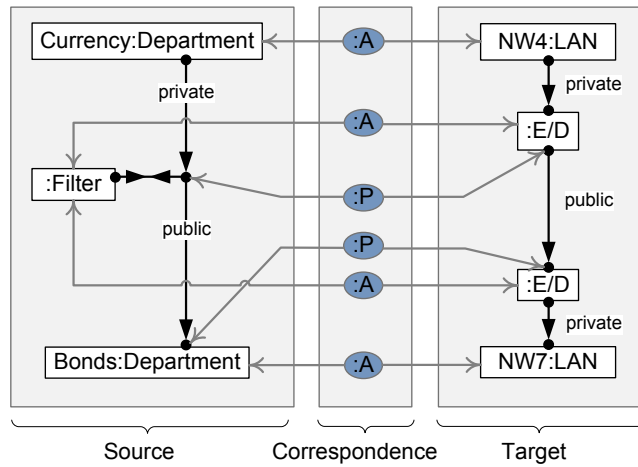 Currency:Department
:A
NW4:LAN
private
private
:A
:E/D
:Filter
:P
public
public
:P
:A
:E/D
private
Bonds:Department
:A
NW7:LAN
Source
Correspondence
Target